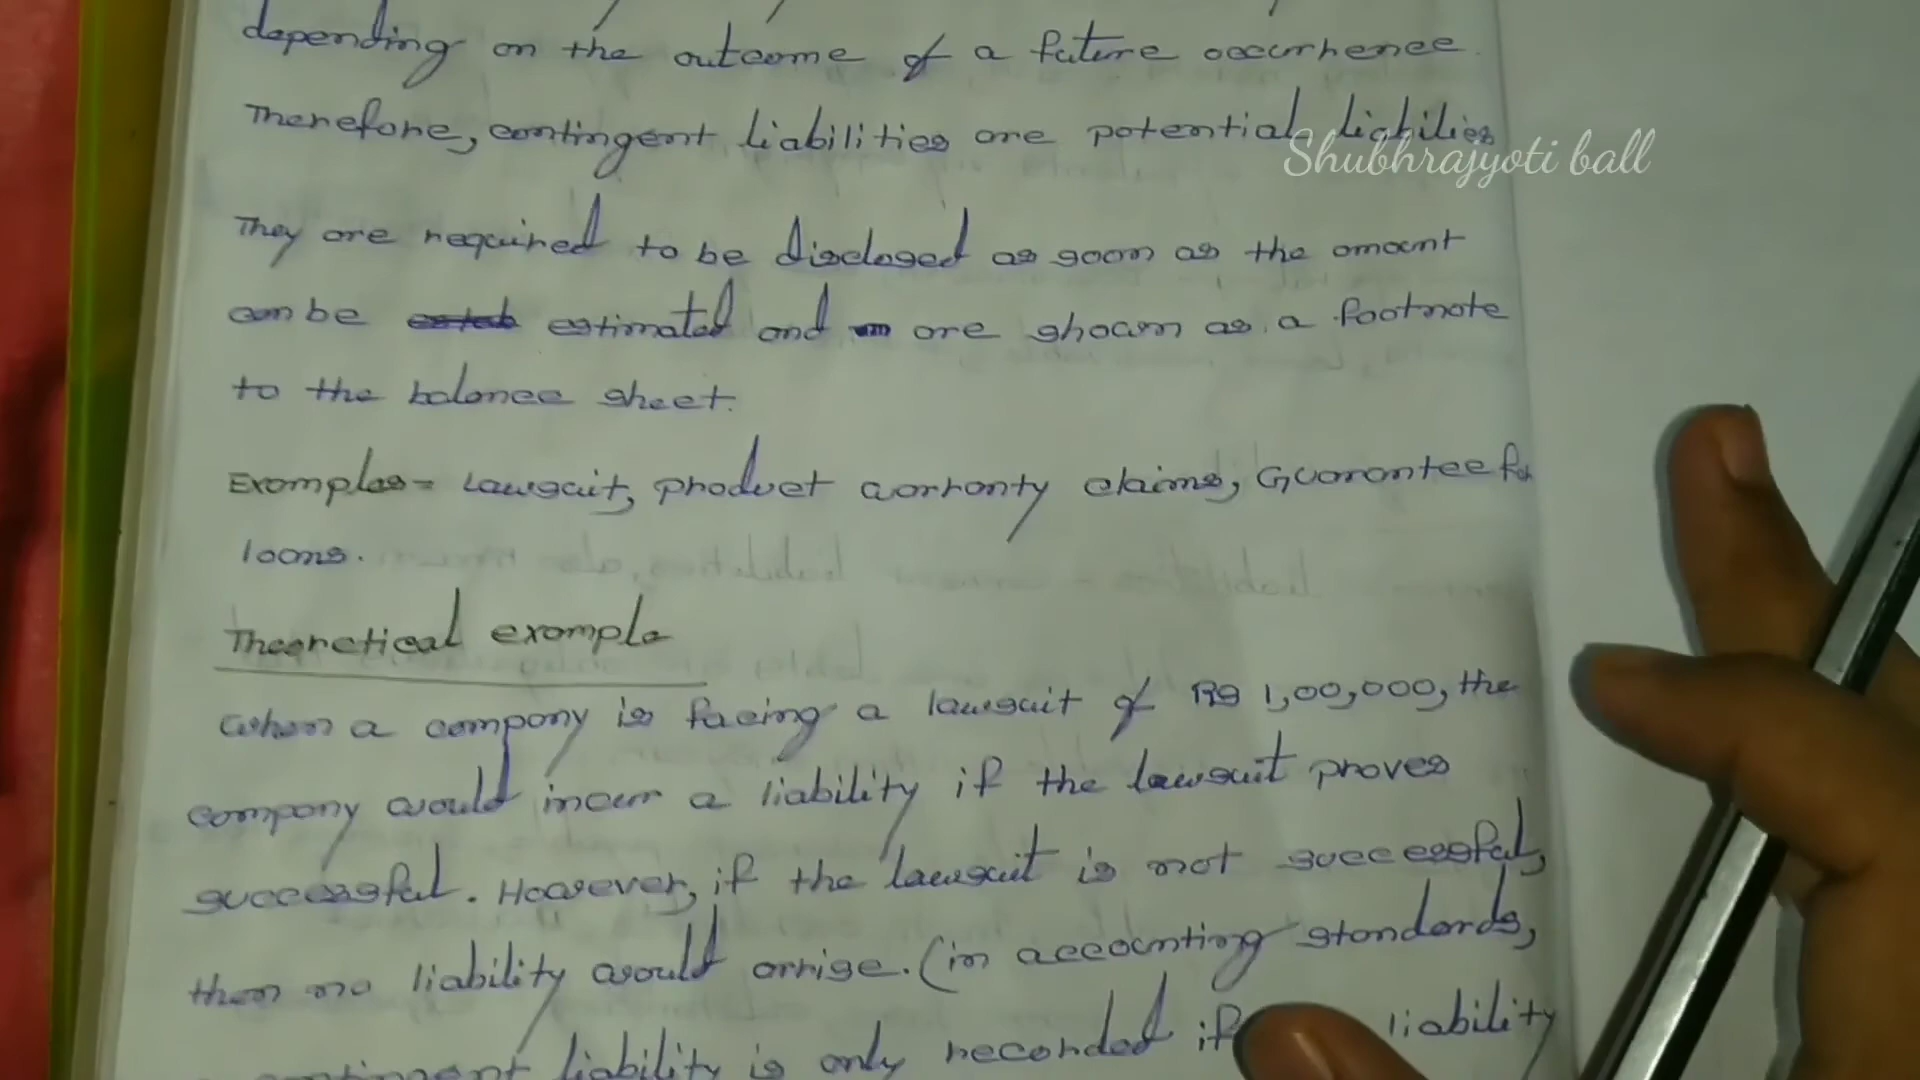 depending on the outcome of a future occurrence.
Therefore, contingent liabilities are potential liabilies
Shubhrajyoti ball
They are required to be disclosed as soon as the amount
can be estimated and are shown as a footnote
to the balance sheet.
Examples- Lawsuit, product warranty claims, Guarantee for
loans.
Theoretical example
When a company is facing a lawsuit of Rs 1,00,000, the
company would incur a liability if the lawsuit proves
successful. However, if the lawsuit is not successful,
then no liability would arrise. (in accounting standards,
contingent liability is only recorded if liability